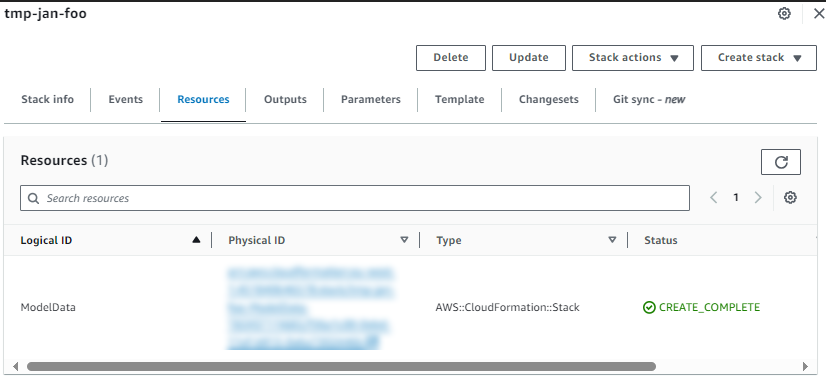 tmp-jan-foo
Delete
Update
Stack actions
Create stack
Stack info
Events
Resources
Outputs
Parameters
Template
Changesets
Git sync - new
Resources (1)
Search resources
1
Logical ID
Physical ID
Type
Status
ModelData
AWS::CloudFormation::Stack
CREATE_COMPLETE